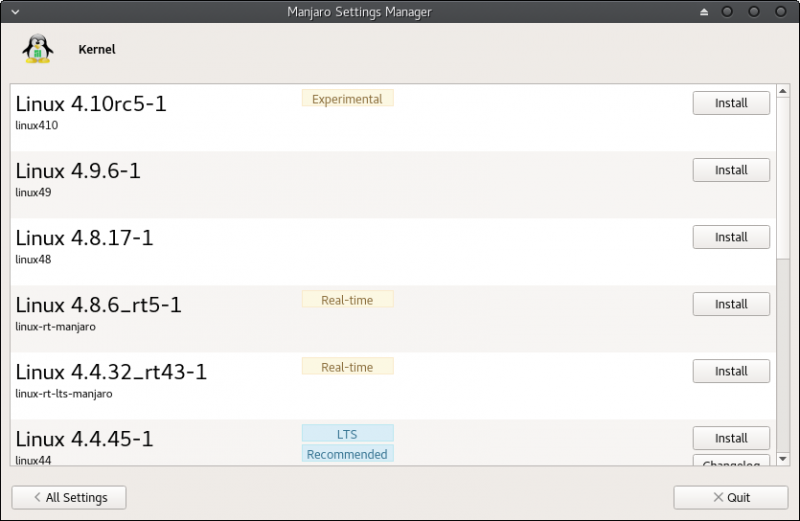 Manjaro Settings Manager
Kernel
Linux 4.10rc5-1
Experimental
Install
linux410
Linux 4.9.6-1
Install
linux49
Linux 4.8.17-1
Install
linux48
Linux 4.8.6_rt5-1
Real-time
Install
linux-rt-manjaro
Linux 4.4.32_rt43-1
Real-time
Install
linux-rt-lts-manjaro
Linux 4.4.45-1
LTS
Install
Recommended
linux44
Changelog
< All Settings
Quit